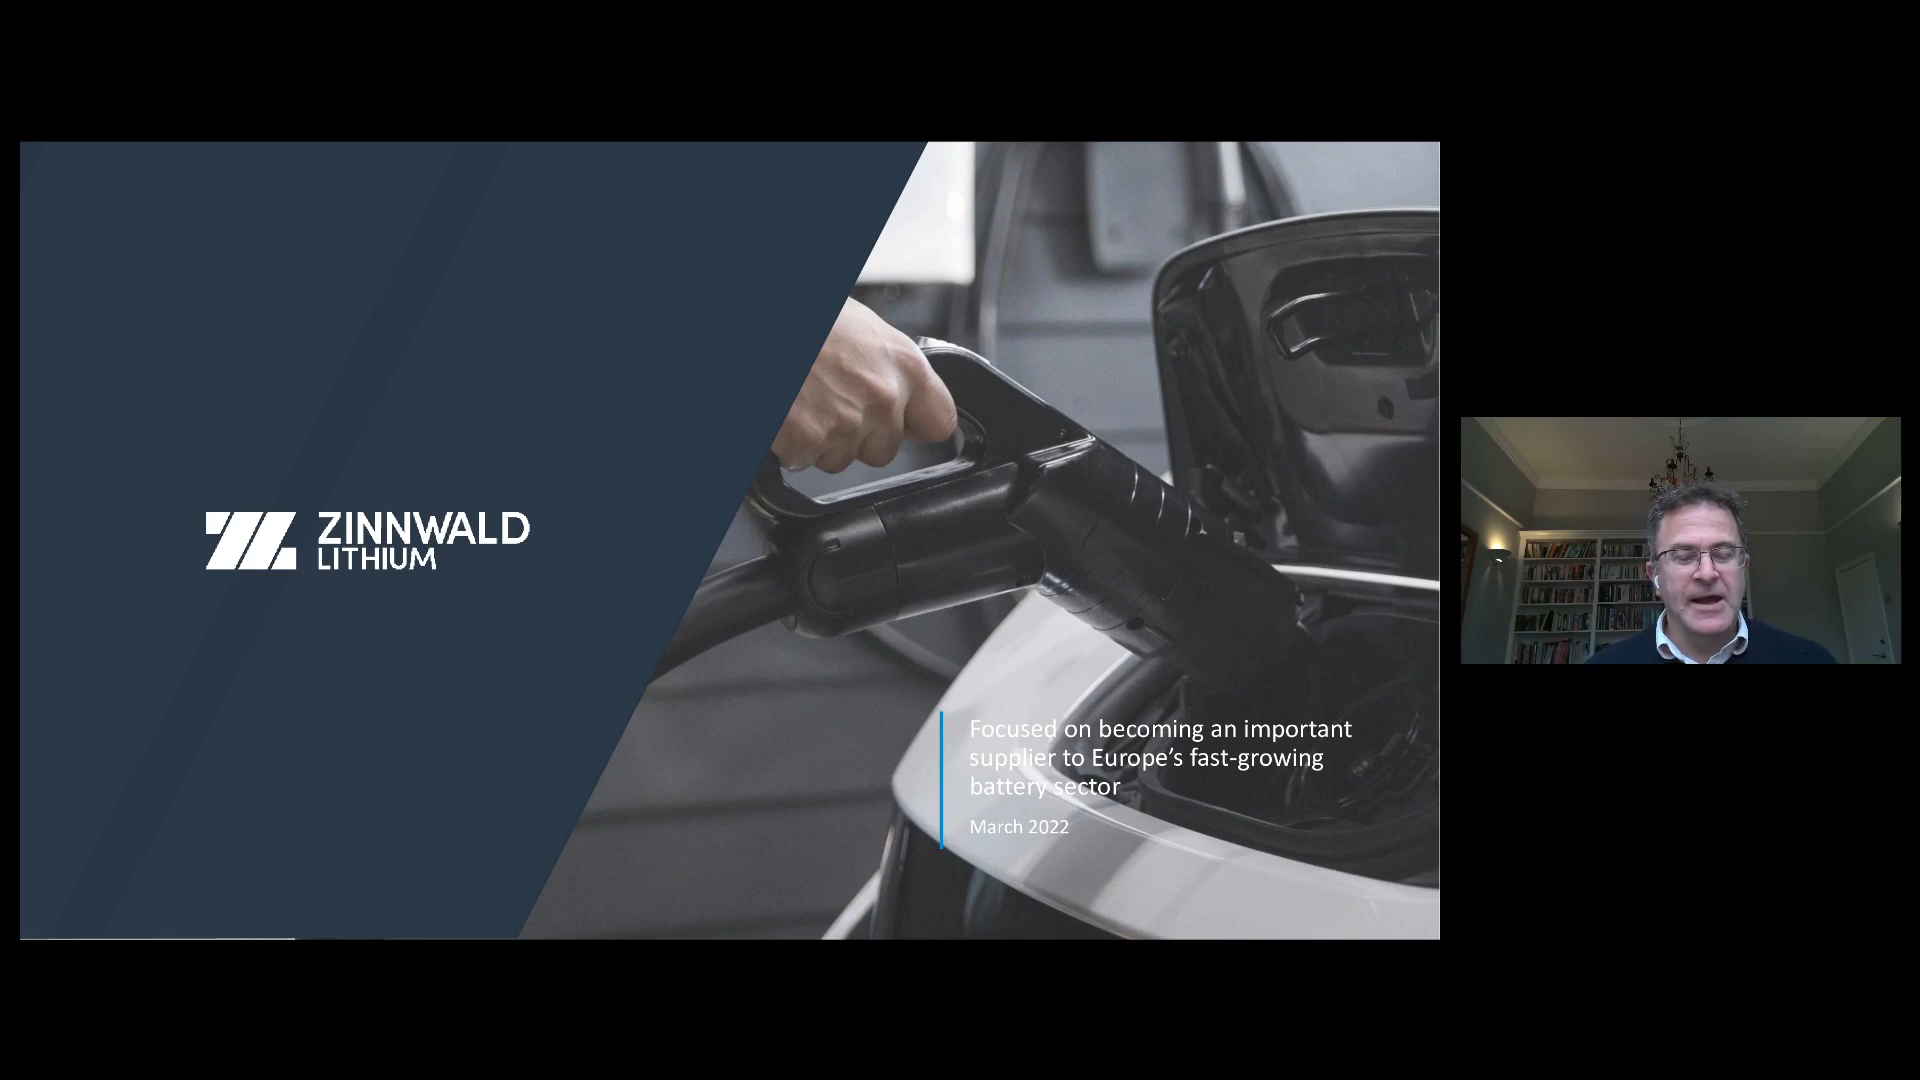 ZINNWALD
LITHIUM
Focused on becoming an important
supplier to Europe’s fast-growing
battery sector
March 2022